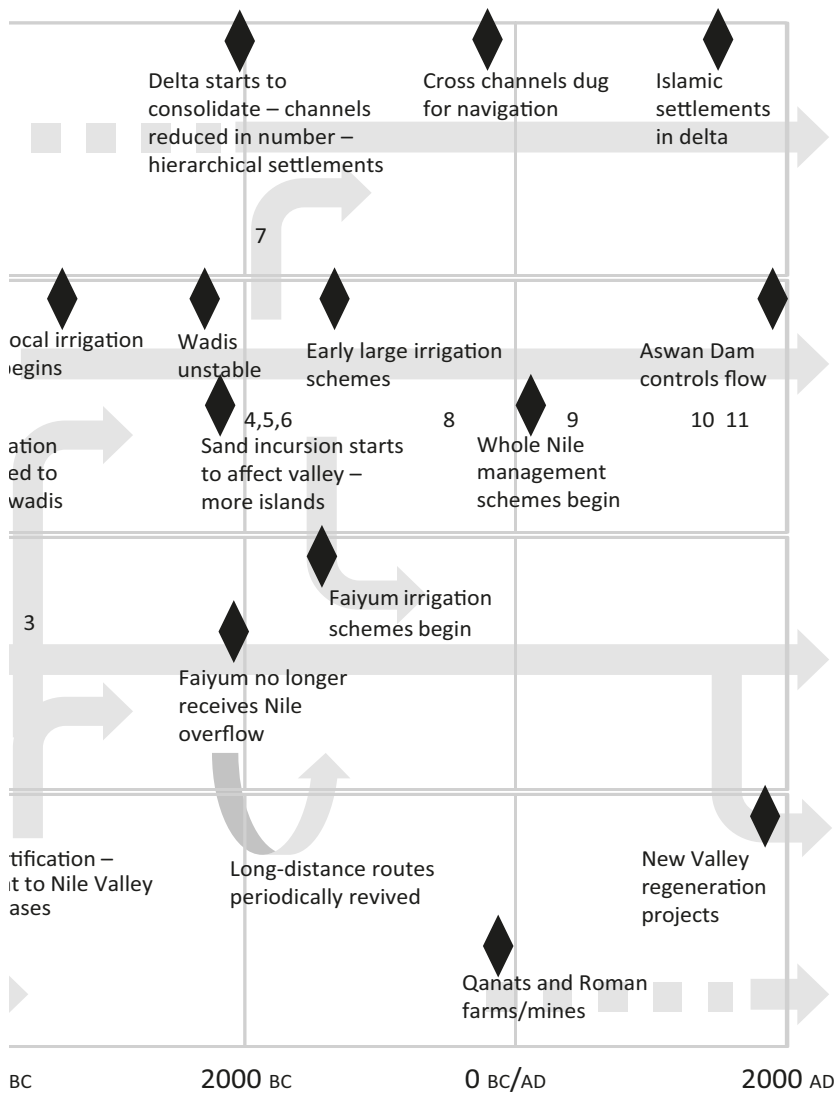 Delta starts to
consolidate – channels
reduced in number –
hierarchical settlements
Cross channels dug
for navigation
Islamic
settlements
in delta
7
ocal irrigation
egins
Wadis
unstable
Early large irrigation
schemes
Aswan Dam
controls flow
4,5,6
8
9
10 11
ation
ed to
wadis
Sand incursion starts
to affect valley –
more islands
Whole Nile
management
schemes begin
3
Faiyum irrigation
schemes begin
Faiyum no longer
receives Nile
overflow
tification –
t to Nile Valley
ases
Long-distance routes
periodically revived
New Valley
regeneration
projects
Qanats and Roman
farms/mines
BC
2000 BC
0 BC/AD
2000 AD